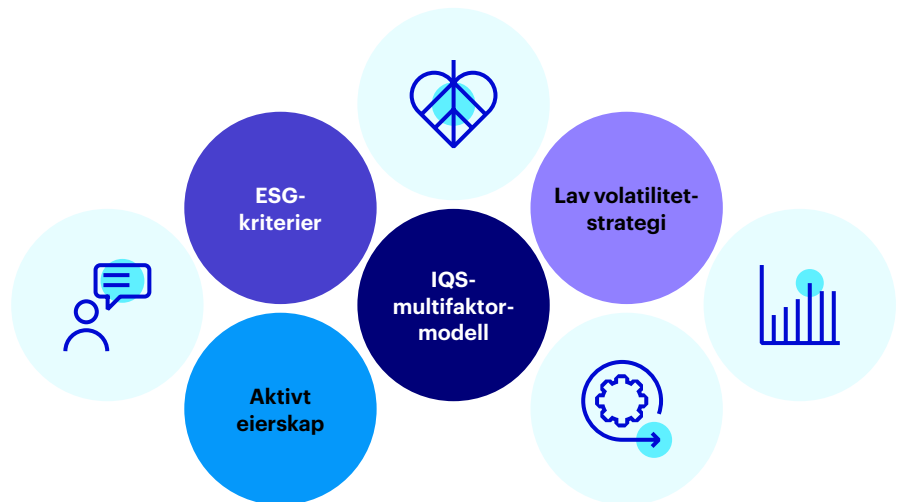 ESG-
kriterier
Lav volatilitet-
strategi
IQS-
multifaktor-
modell
Aktivt
eierskap